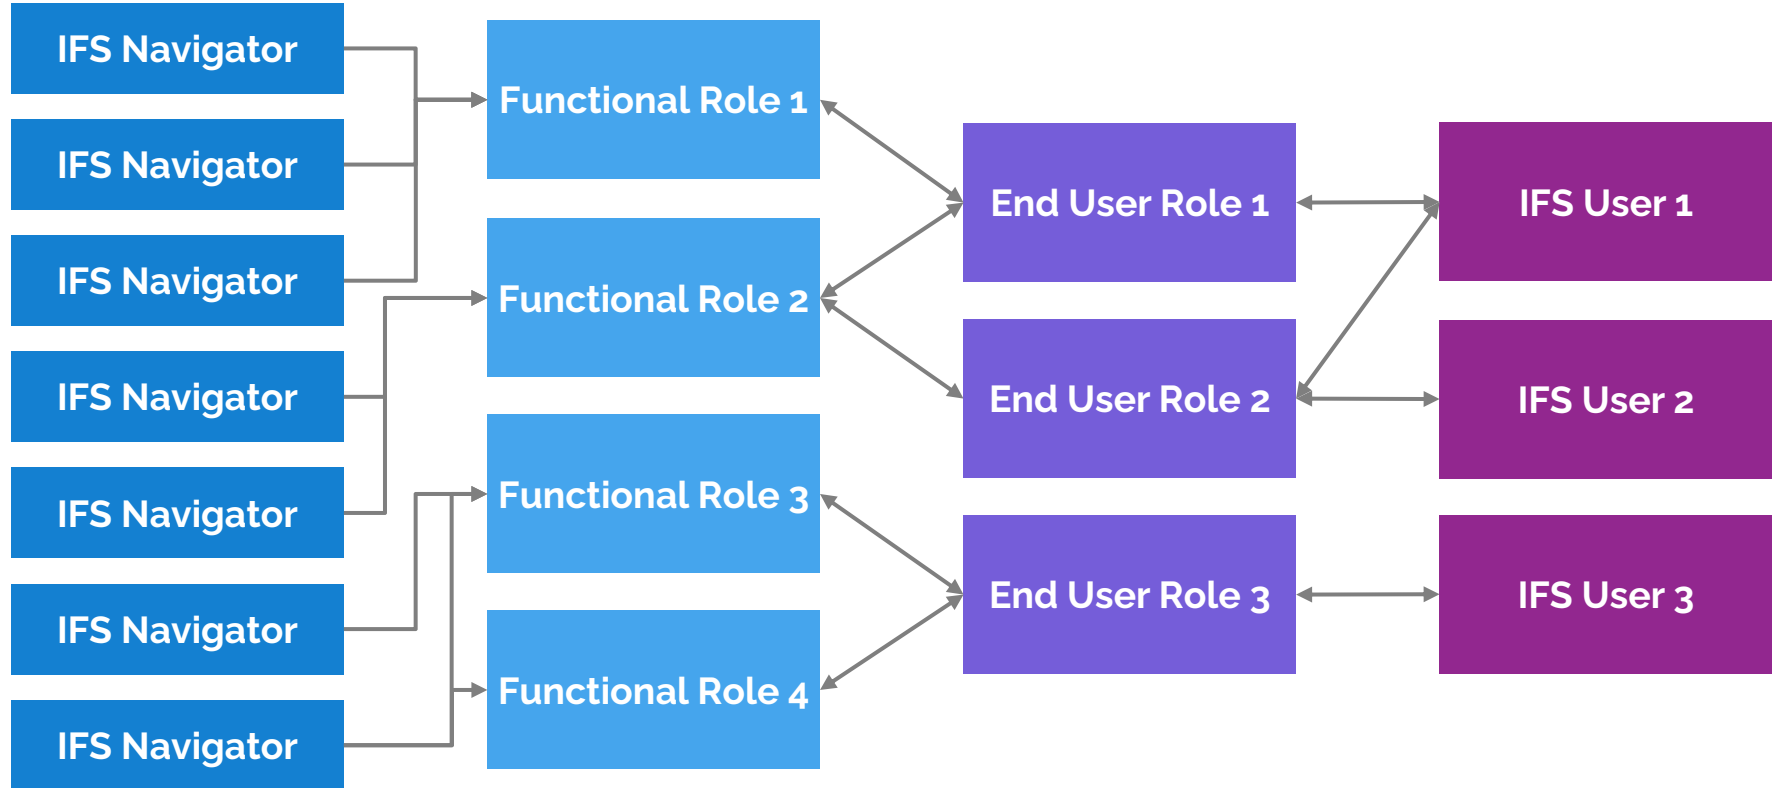 IFS Navigator
IFS Navigator
IFS Navigator
IFS Navigator
IFS Navigator
IFS Navigator
IFS Navigator
Functional Role 1
Functional Role 2
Functional Role 3
Functional Role 4
End User Role 1
End User Role 2
End User Role 3
IFS User 1
IFS User 2
IFS User 3